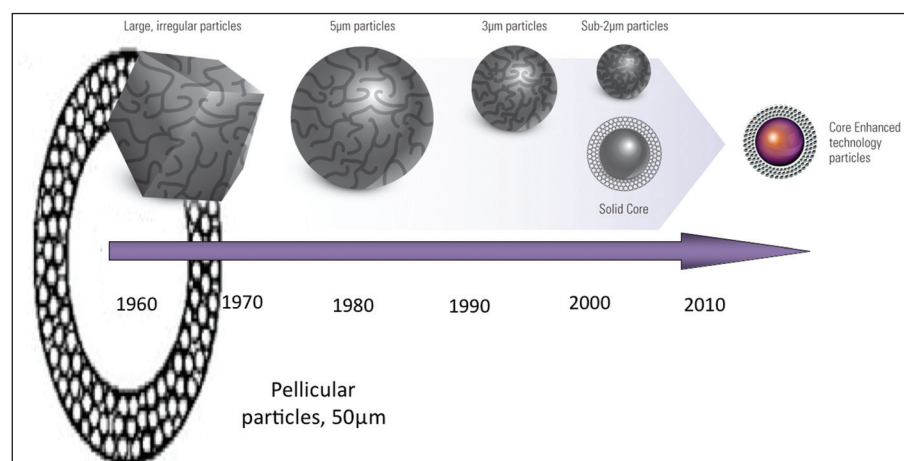 Large, irregular particles
5µm particles
3µm particles
Sub-2µm particles
Core Enhanced
technology
particles
Solid Core
1960
1970
1980
1990
2000
2010
Pellicular
particles, 50µm